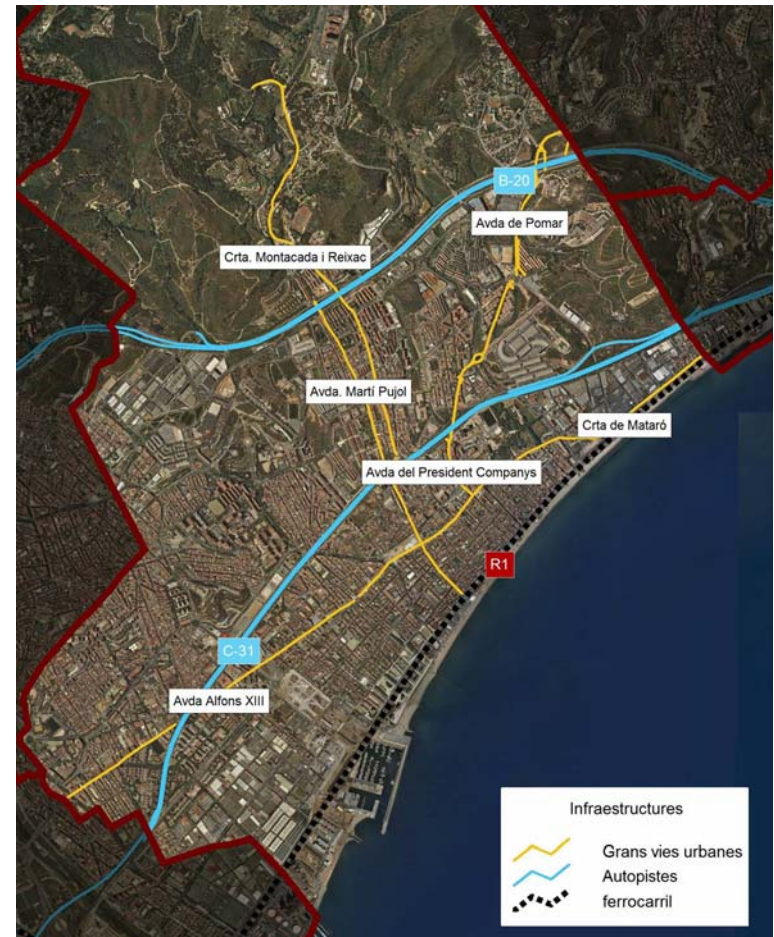 B-20
Avda de Pomar
Crta. Montacada i Reixac
Avda. Martí Pujol
Crta de Mataró
Avda del President Companys
R1
C-31
Avda Alfons XIII
Infraestructures
Grans vies urbanes
Autopistes
ferrocarril